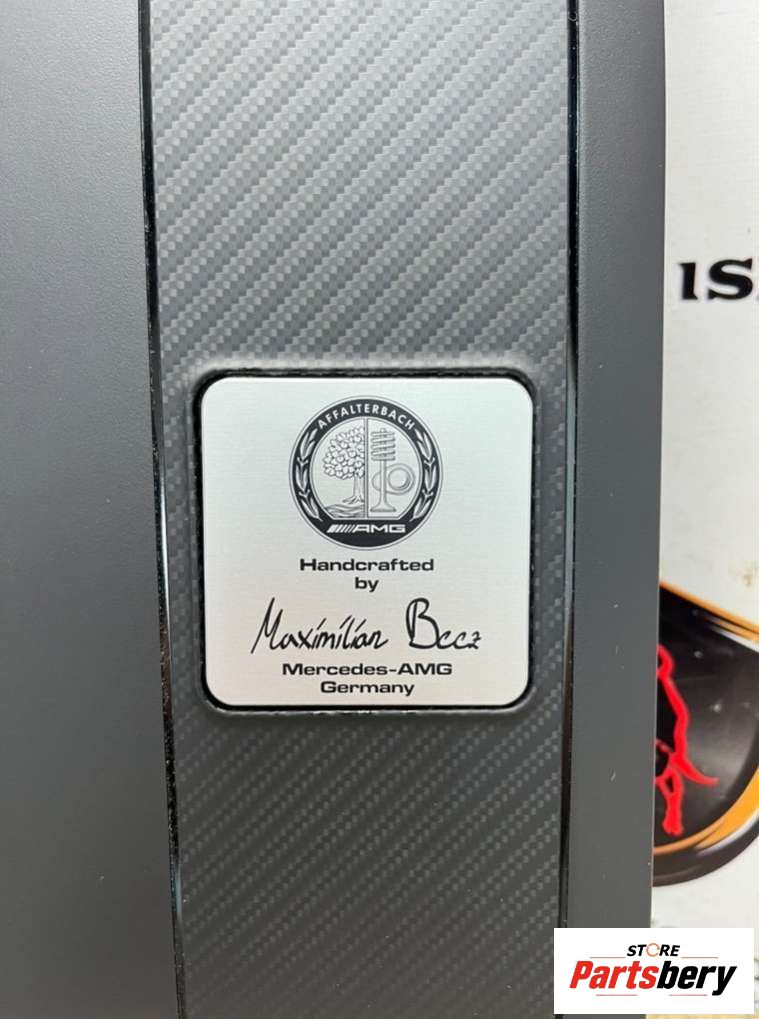 AFFALTERBACH
AMG
Handcrafted
by
Maximilian Becz
Mercedes-AMG
Germany
STORE
Partsbery